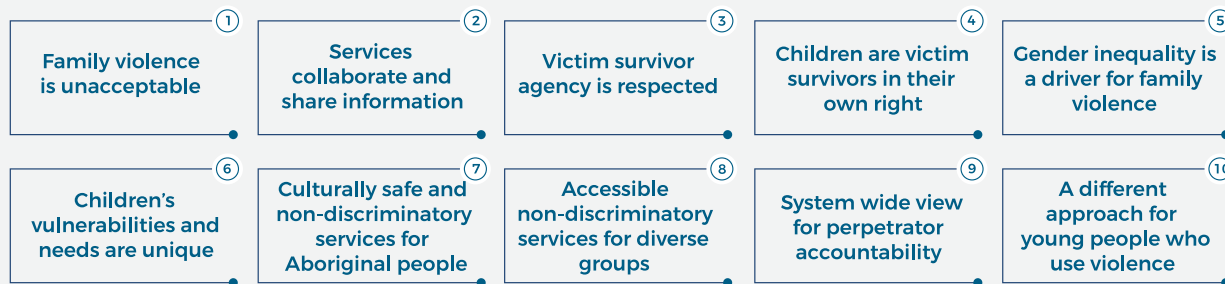 1
Family violence
is unacceptable
2
Services
collaborate and
share information
3
Victim survivor
agency is respected
4
Children are victim
survivors in their
own right
5
Gender inequality is
a driver for family
violence
6
Children’s
vulnerabilities and
needs are unique
7
Culturally safe and
non-discriminatory
services for
Aboriginal people
8
Accessible
non-discriminatory
services for diverse
groups
9
System wide view
for perpetrator
accountability
10
A different
approach for
young people who
use violence